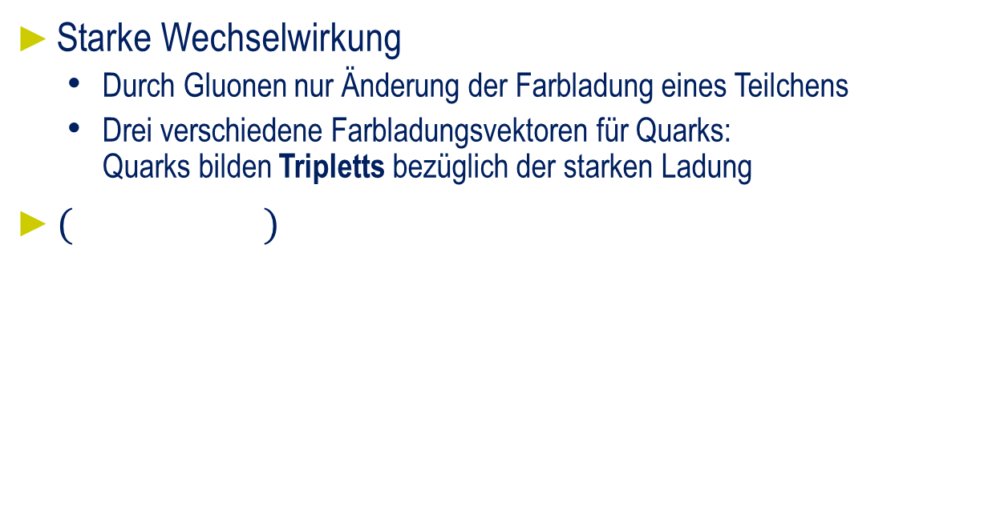 ► Starke Wechselwirkung
• Durch Gluonen nur Änderung der Farbladung eines Teilchens
• Drei verschiedene Farbladungsvektoren für Quarks:
Quarks bilden Tripletts bezüglich der starken Ladung
► ( )